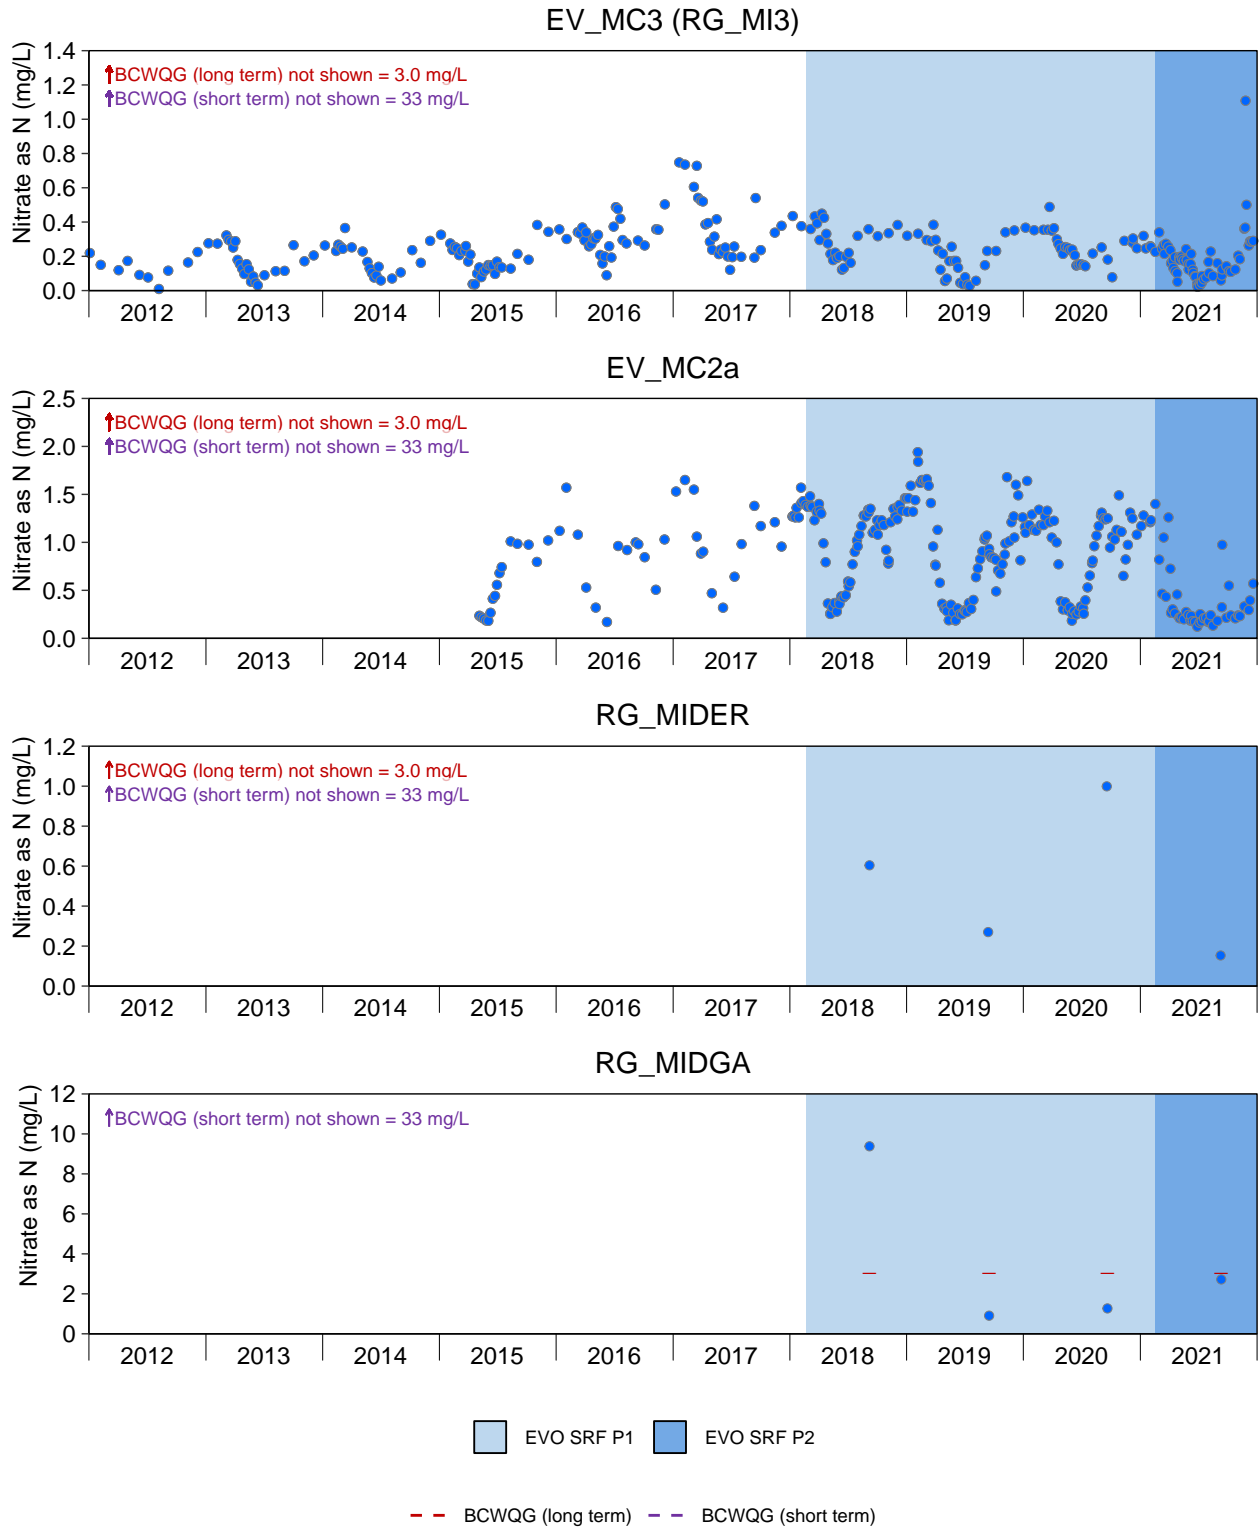 EV_MC3 (RG_MI3)
Nitrate as N (mg/L)
1.4
1.2
1.0
0.8
0.6
0.4
0.2
0.0
↑BCWQG (long term) not shown = 3.0 mg/L
↑BCWQG (short term) not shown = 33 mg/L
2012 2013 2014 2015 2016 2017 2018 2019 2020 2021
EV_MC2a
Nitrate as N (mg/L)
2.5
2.0
1.5
1.0
0.5
0.0
↑BCWQG (long term) not shown = 3.0 mg/L
↑BCWQG (short term) not shown = 33 mg/L
2012 2013 2014 2015 2016 2017 2018 2019 2020 2021
RG_MIDER
Nitrate as N (mg/L)
1.2
1.0
0.8
0.6
0.4
0.2
0.0
↑BCWQG (long term) not shown = 3.0 mg/L
↑BCWQG (short term) not shown = 33 mg/L
2012 2013 2014 2015 2016 2017 2018 2019 2020 2021
RG_MIDGA
Nitrate as N (mg/L)
12
10
8
6
4
2
0
↑BCWQG (short term) not shown = 33 mg/L
2012 2013 2014 2015 2016 2017 2018 2019 2020 2021
EVO SRF P1 EVO SRF P2
BCWQG (long term) BCWQG (short term)